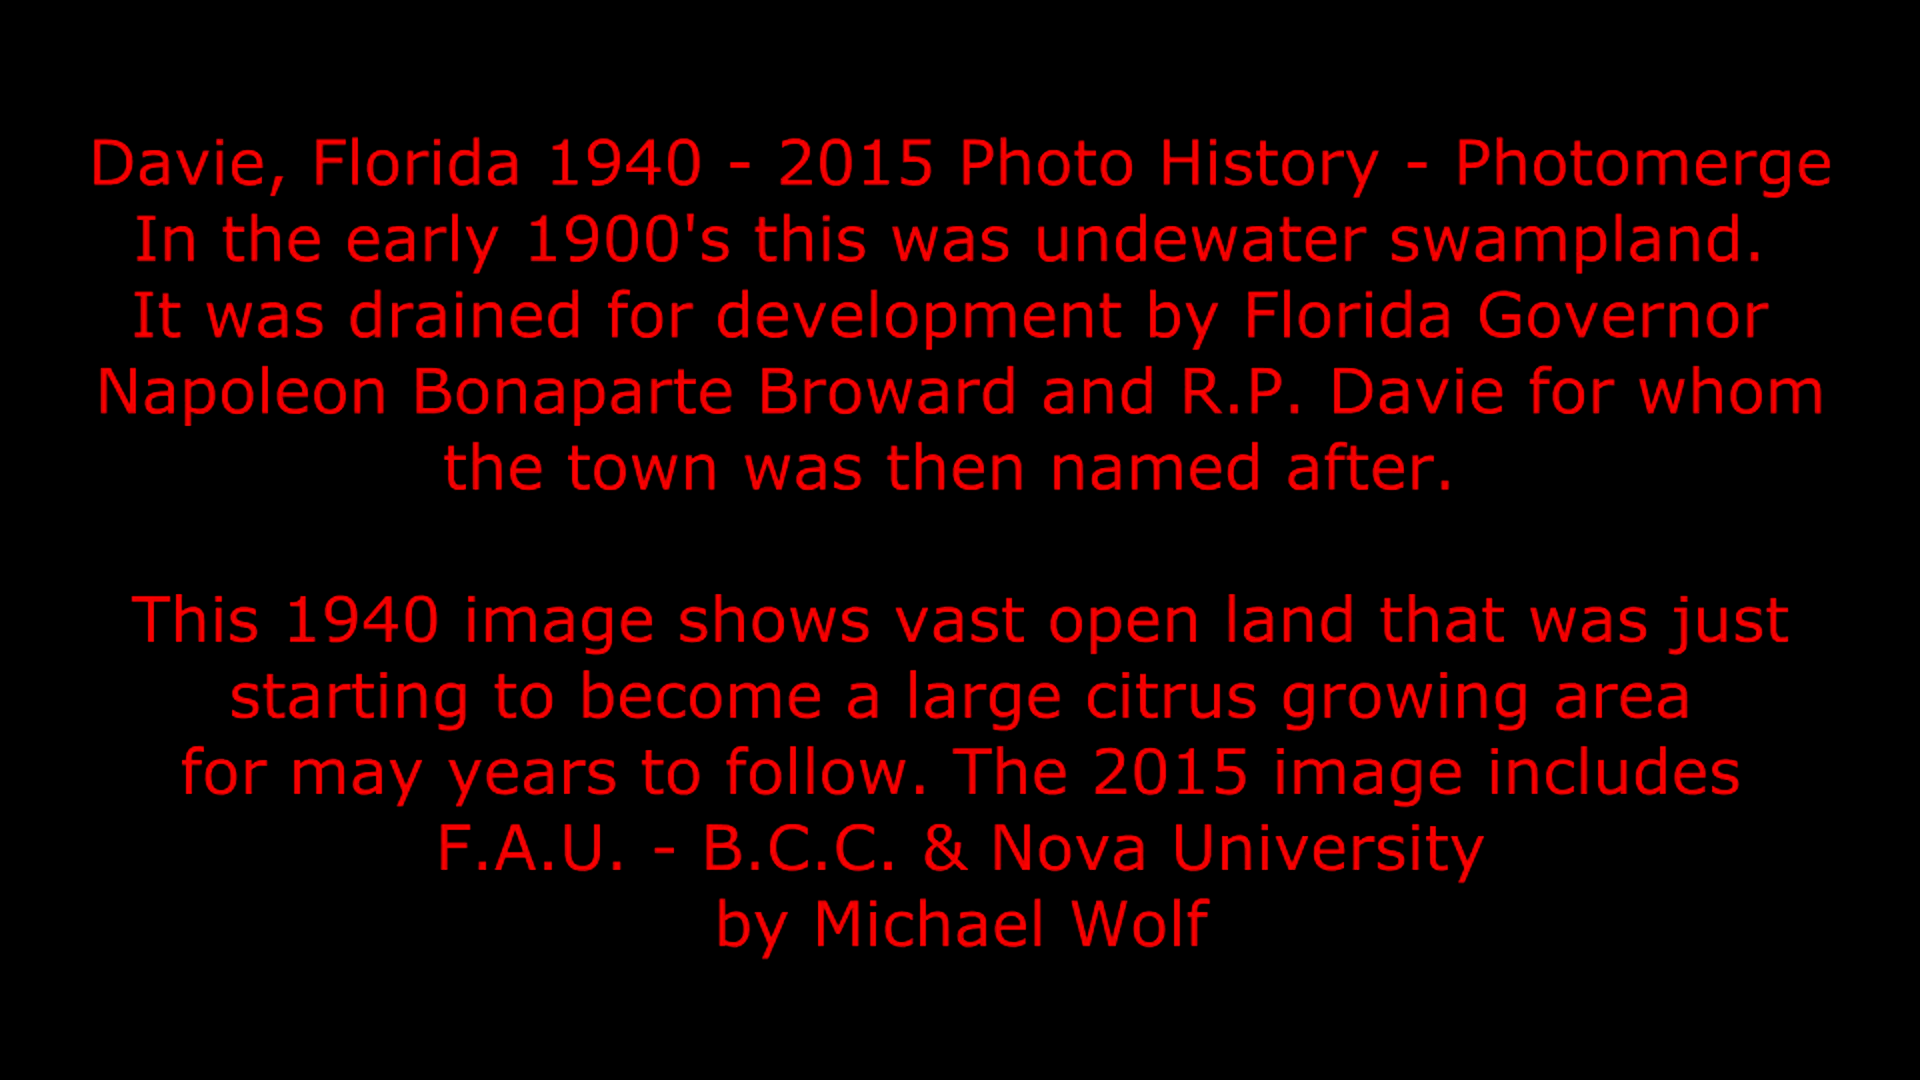 Davie, Florida 1940 - 2015 Photo History - Photomerge
In the early 1900's this was undewater swampland.
It was drained for development by Florida Governor
Napoleon Bonaparte Broward and R.P. Davie for whom
the town was then named after.
This 1940 image shows vast open land that was just
starting to become a large citrus growing area
for may years to follow. The 2015 image includes
F.A.U. - B.C.C. & Nova University
by Michael Wolf